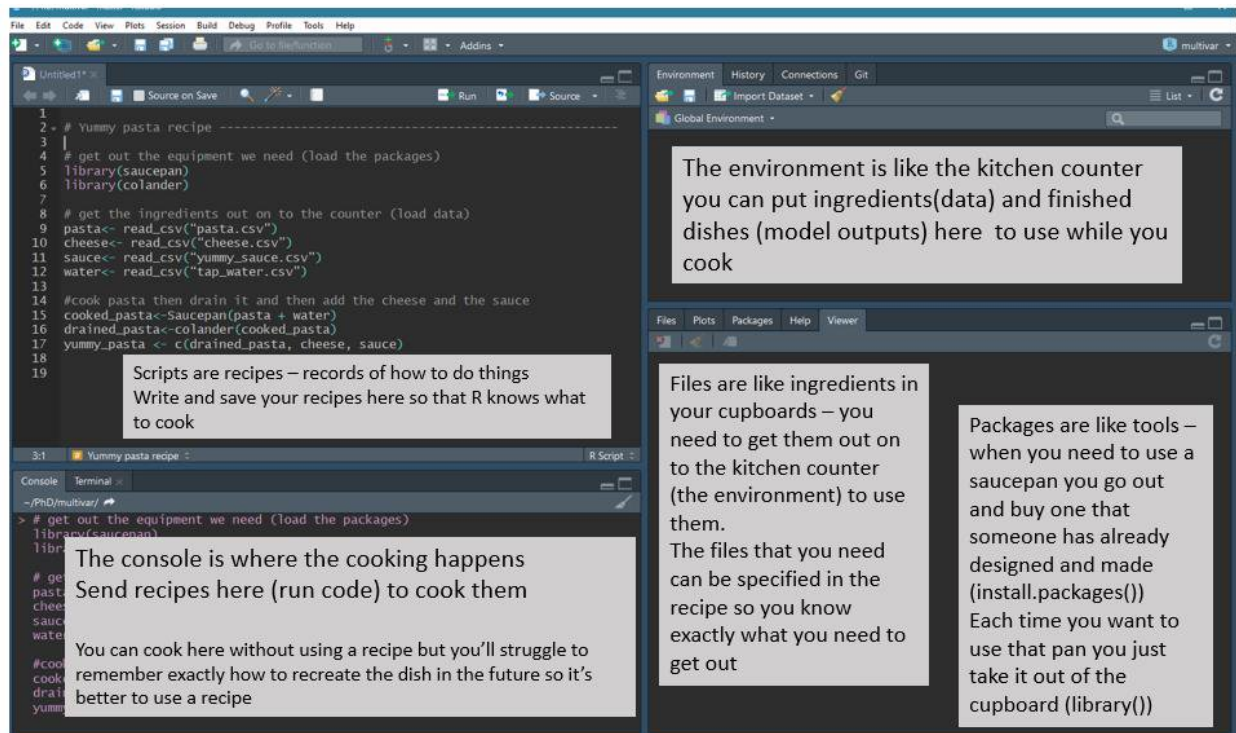 File Edit Code View Plots Session Build Debug Profile Tools Help
Go to file/function
Addins
multivar
Untitled1*
Source on Save
Run
Source
1
2 # Yummy pasta recipe -----------------------------------------------------
3
4 # get out the equipment we need (load the packages)
5 library(saucepan)
6 library(colander)
7
8 # get the ingredients out on to the counter (load data)
9 pasta<- read_csv("pasta.csv")
10 cheese<- read_csv("cheese.csv")
11 sauce<- read_csv("yummy_sauce.csv")
12 water<- read_csv("tap_water.csv")
13
14 #cook pasta then drain it and then add the cheese and the sauce
15 cooked_pasta<-Saucepan(pasta + water)
16 drained_pasta<-colander(cooked_pasta)
17 yummy_pasta <- c(drained_pasta, cheese, sauce)
18
19
Scripts are recipes – records of how to do things
Write and save your recipes here so that R knows what
to cook
3:1 # Yummy pasta recipe R Script
Console Terminal
~/PhD/multivar/
> # get out the equipment we need (load the packages)
library(saucepan)
libr
# ge
past
chee
sauc
wate
#coo
cook
drai
yumm
The console is where the cooking happens
Send recipes here (run code) to cook them
You can cook here without using a recipe but you’ll struggle to
remember exactly how to recreate the dish in the future so it’s
better to use a recipe
Environment History Connections Git
Import Dataset
List
Global Environment
The environment is like the kitchen counter
you can put ingredients(data) and finished
dishes (model outputs) here to use while you
cook
Files Plots Packages Help Viewer
Files are like ingredients in
your cupboards – you
need to get them out on
to the kitchen counter
(the environment) to use
them.
The files that you need
can be specified in the
recipe so you know
exactly what you need to
get out
Packages are like tools –
when you need to use a
saucepan you go out
and buy one that
someone has already
designed and made
(install.packages())
Each time you want to
use that pan you just
take it out of the
cupboard (library())